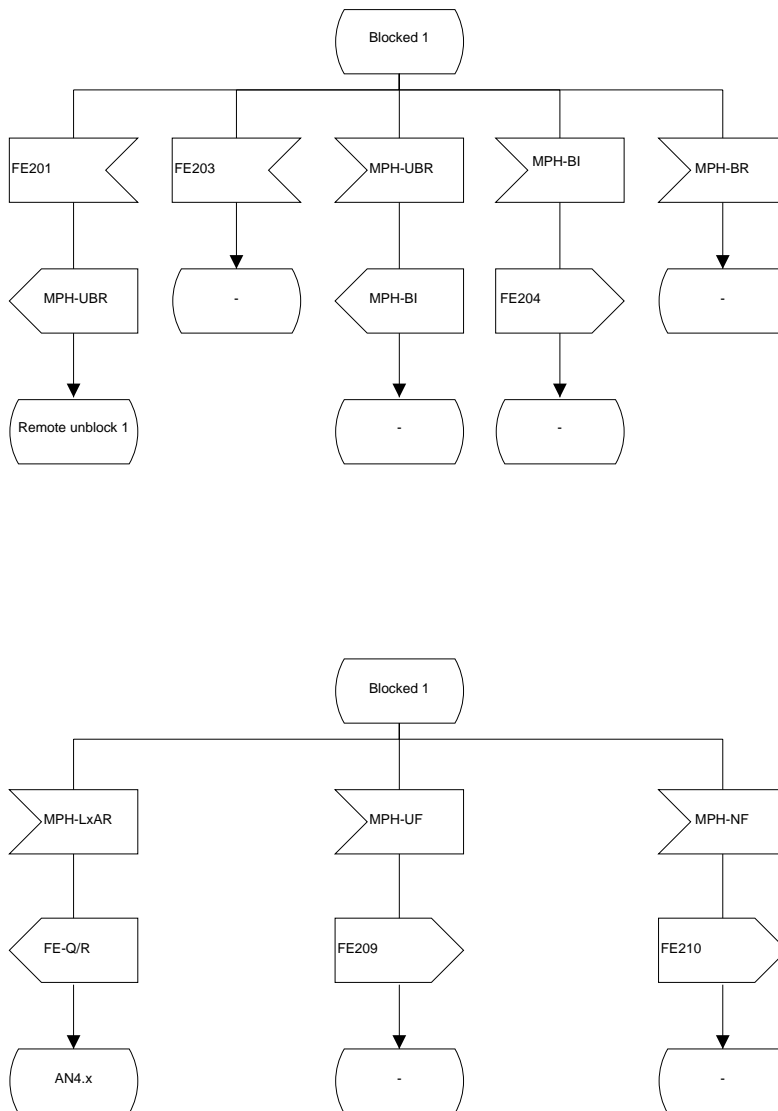 Blocked 1
FE201
FE203
MPH-UBR
MPH-BI
MPH-BR
MPH-UBR
-
MPH-BI
FE204
-
Remote unblock 1
-
-
Blocked 1
MPH-LxAR
MPH-UF
MPH-NF
FE-Q/R
FE209
FE210
AN4.x
-
-